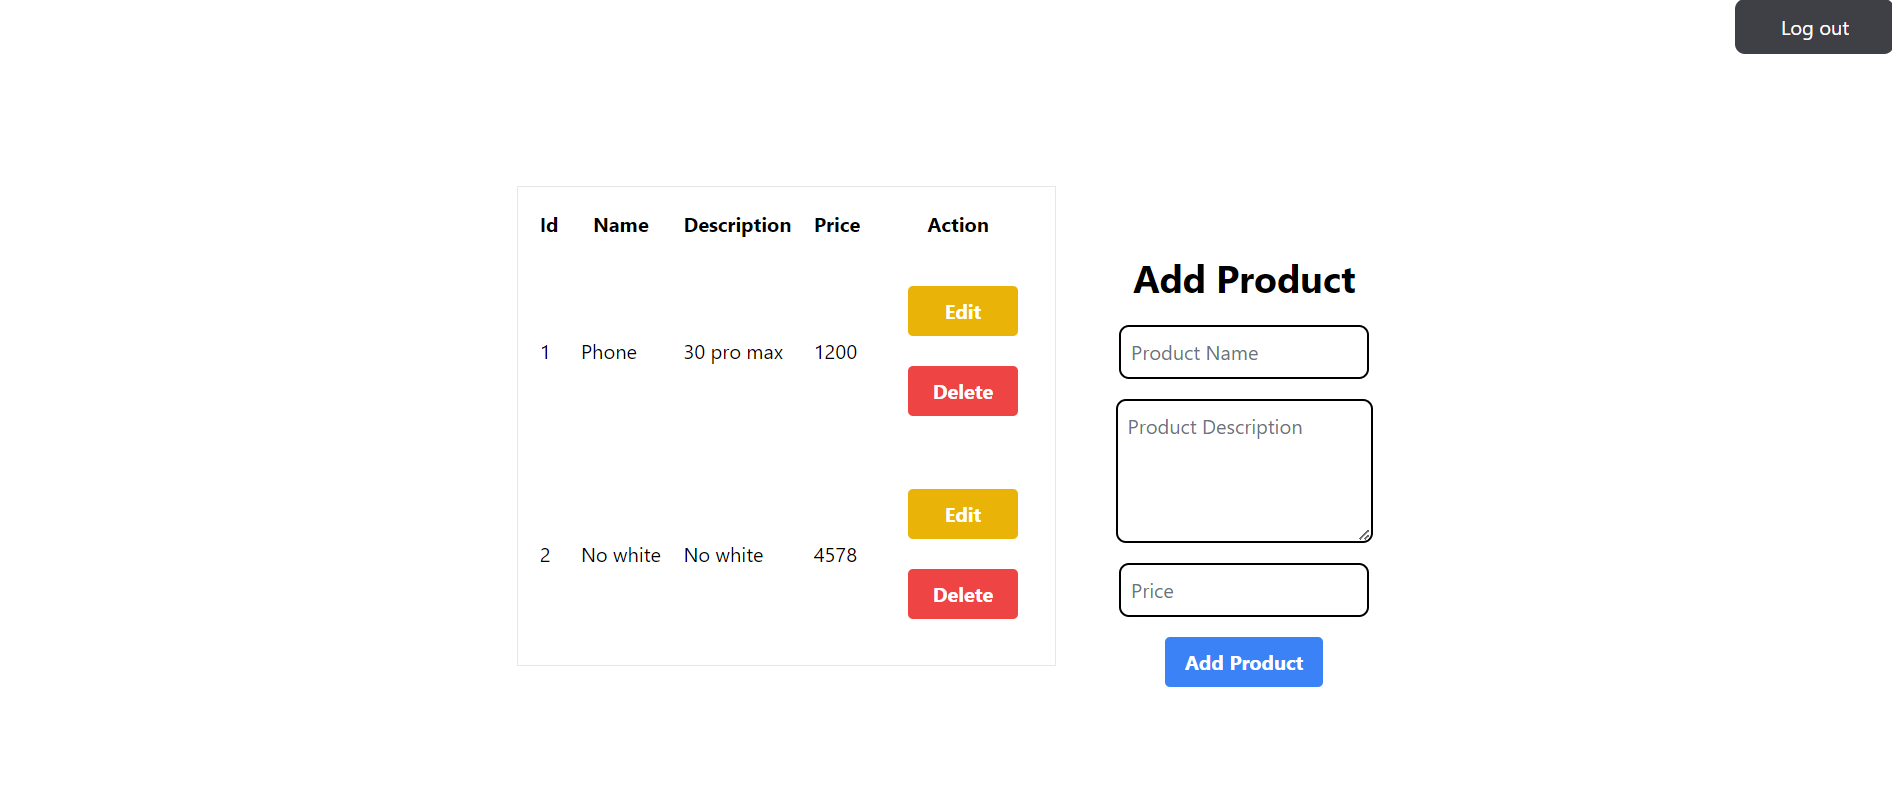 Log out
Id Name Description Price Action
Edit
1 Phone 30 pro max 1200
Delete
Edit
2 No white No white 4578
Delete
Add Product
Product Name
Product Description
Price
Add Product